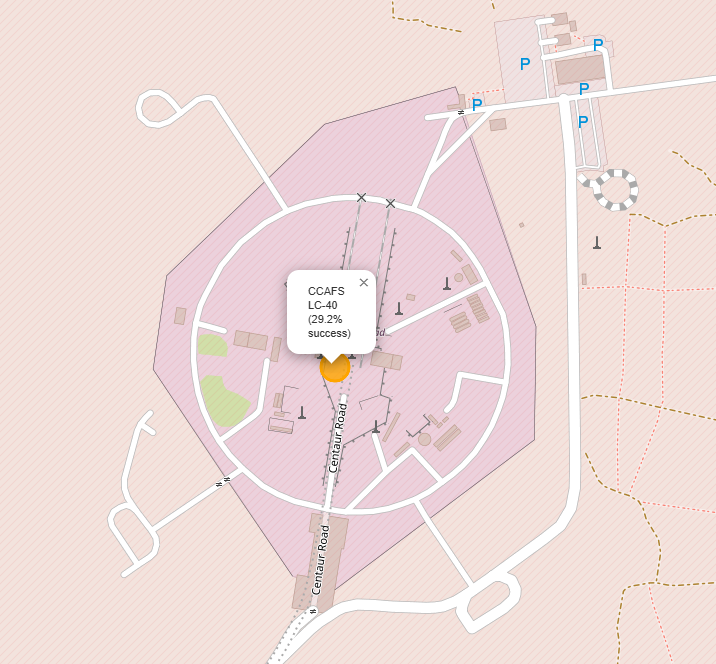 P
P
P
P
P
×
CCAFS
LC-40
(29.2%
success)
Centaur Road
Centaur Road